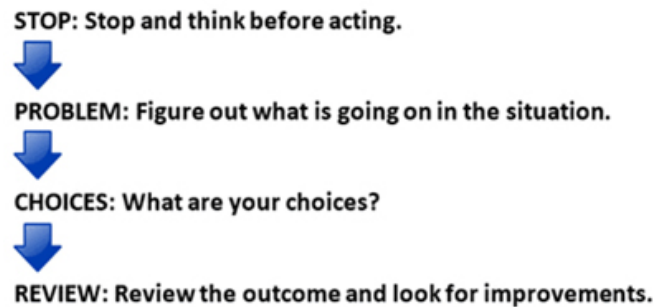 STOP: Stop and think before acting.
PROBLEM: Figure out what is going on in the situation.
CHOICES: What are your choices?
REVIEW: Review the outcome and look for improvements.